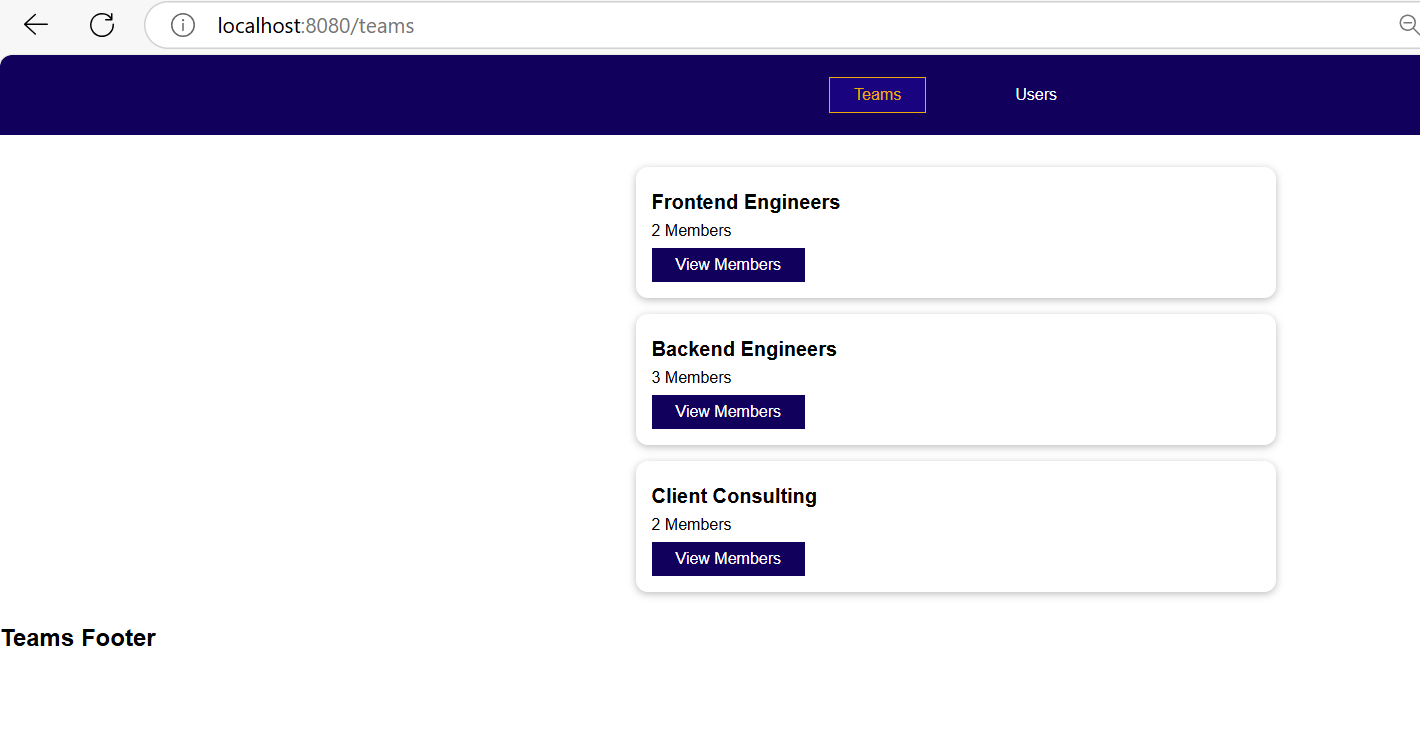 localhost:8080/teams
Teams Users
Frontend Engineers
2 Members
View Members
Backend Engineers
3 Members
View Members
Client Consulting
2 Members
View Members
Teams Footer